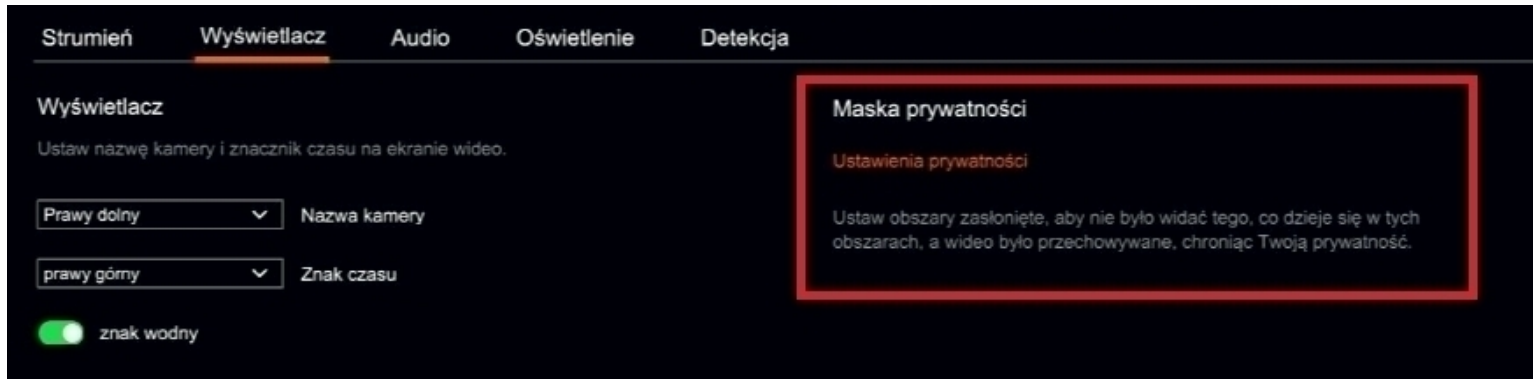 Strumień Wyświetlacz Audio Oświetlenie Detekcja
Wyświetlacz
Ustaw nazwę kamery i znacznik czasu na ekranie wideo.
Prawy dolny Nazwa kamery
prawy górny Znak czasu
znak wodny
Maska prywatności
Ustawienia prywatności
Ustaw obszary zasłonięte, aby nie było widać tego, co dzieje się w tych
obszarach, a wideo było przechowywane, chroniąc Twoją prywatność.